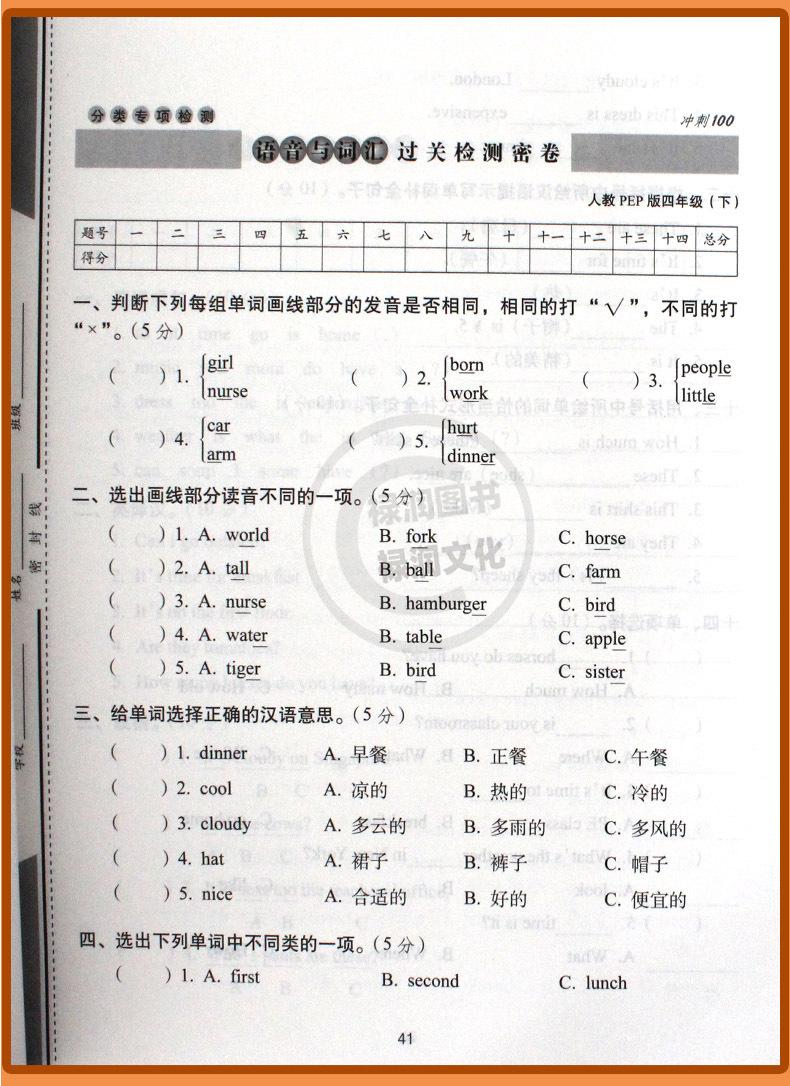 分类专项检测
冲刺100
语音与词汇过关检测密卷
人教PEP版四年级（下）
题号 一 二 三 四 五 六 七 八 九 十 十一 十二 十三 十四 总分
得分
一、判断下列每组单词画线部分的发音是否相同，相同的打“√”，不同的打
“×”。(5分)
( ) 1. girl nurse ( ) 2. born work ( ) 3. people little
( ) 4. car arm ( ) 5. hurt dinner
二、选出画线部分读音不同的一项。(5分)
( ) 1. A. world B. fork C. horse
( ) 2. A. tall B. ball C. farm
( ) 3. A. nurse B. hamburger C. bird
( ) 4. A. water B. table C. apple
( ) 5. A. tiger B. bird C. sister
三、给单词选择正确的汉语意思。(5分)
( ) 1. dinner A. 早餐 B. 正餐 C. 午餐
( ) 2. cool A. 凉的 B. 热的 C. 冷的
( ) 3. cloudy A. 多云的 B. 多雨的 C. 多风的
( ) 4. hat A. 裙子 B. 裤子 C. 帽子
( ) 5. nice A. 合适的 B. 好的 C. 便宜的
四、选出下列单词中不同类的一项。(5分)
( ) 1. A. first B. second C. lunch
41
班级
姓名
学校
密封线
禄润图书
禄润文化